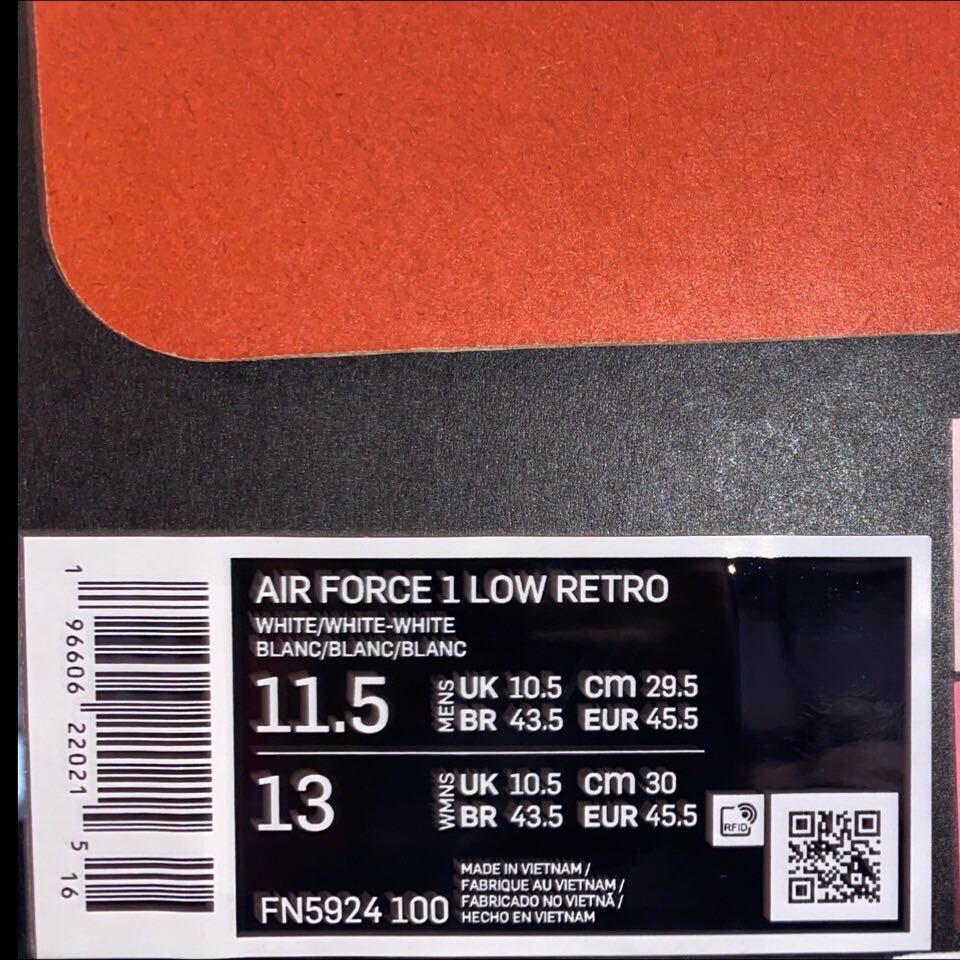 AIR FORCE 1 LOW RETRO
WHITE/WHITE-WHITE
BLANC/BLANC/BLANC
11.5 MENS UK 10.5 cm 29.5
BR 43.5 EUR 45.5
13 WMNS UK 10.5 cm 30
BR 43.5 EUR 45.5
RFID
FN5924 100
MADE IN VIETNAM /
FABRIQUE AU VIETNAM /
FABRICADO NO VIETNÃ /
HECHO EN VIETNAM
1 96606 22021 5 16